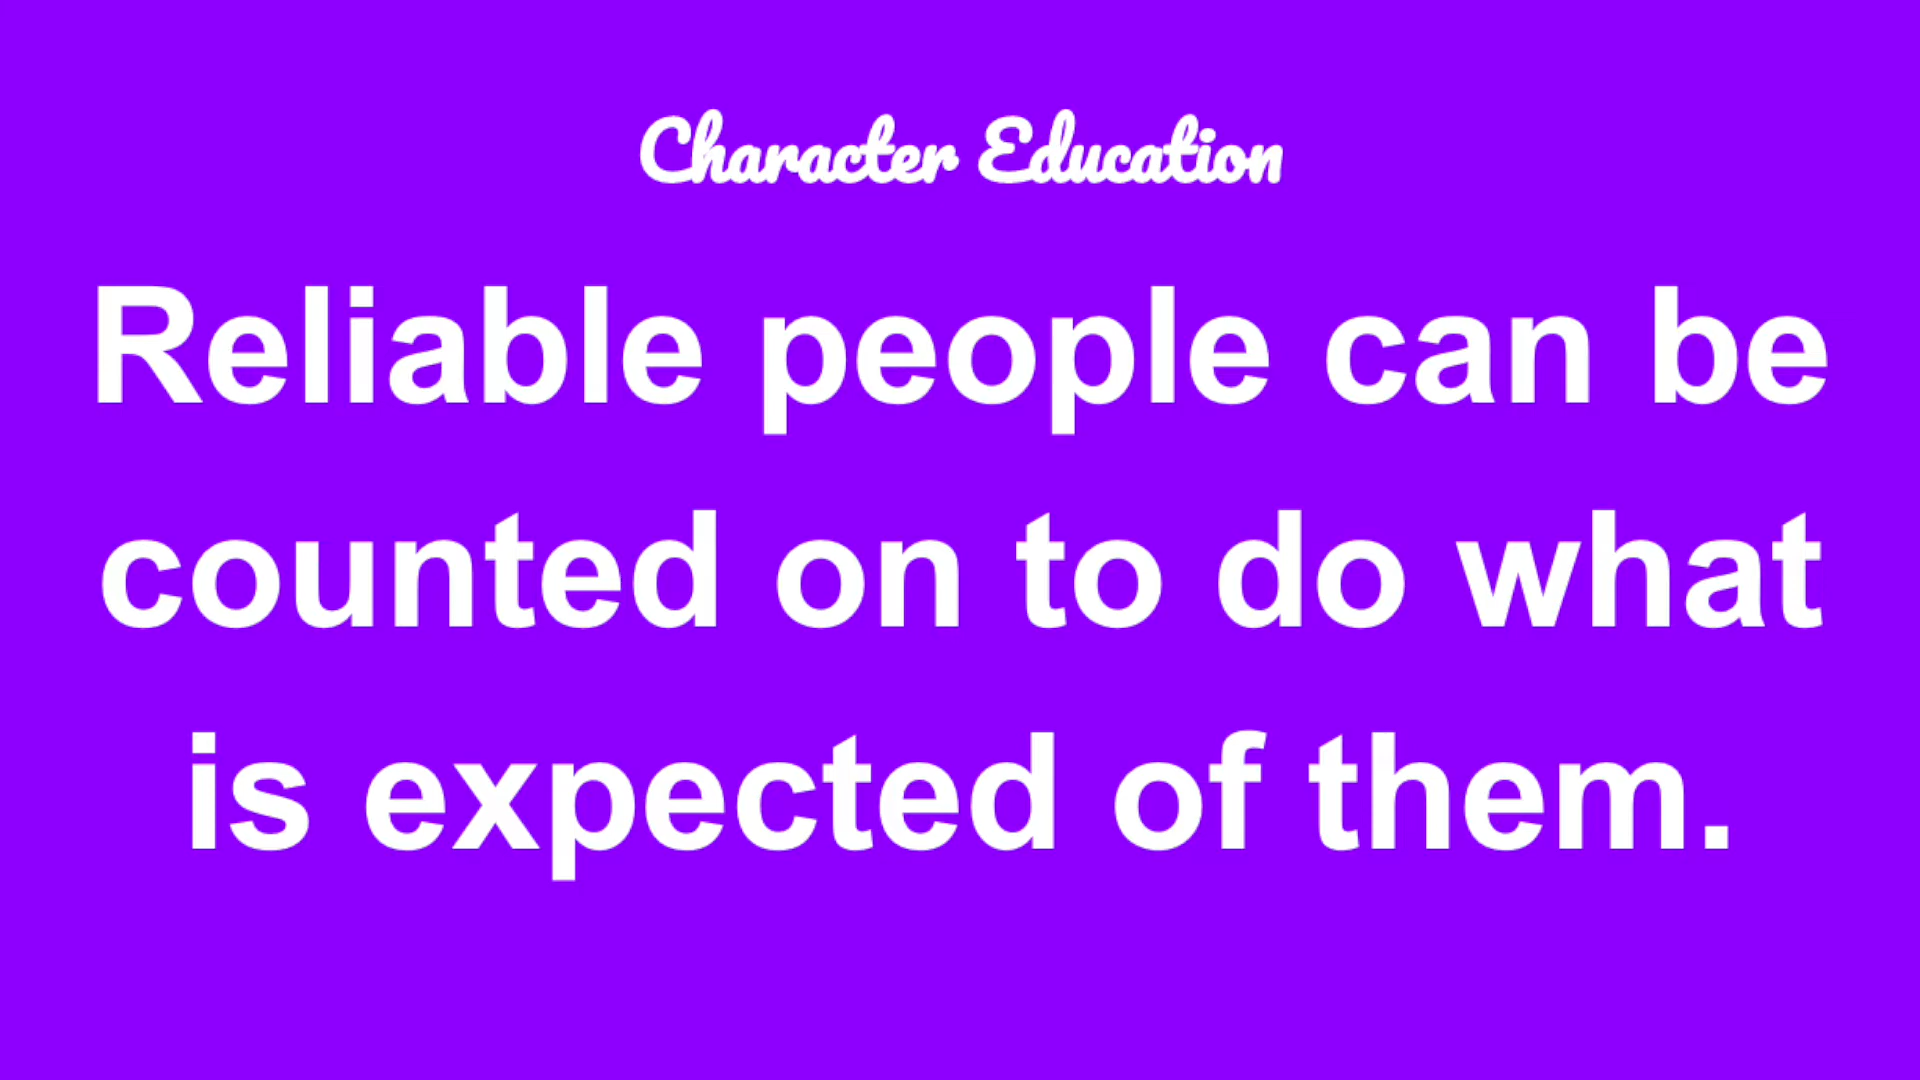 Character Education
Reliable people can be
counted on to do what
is expected of them.